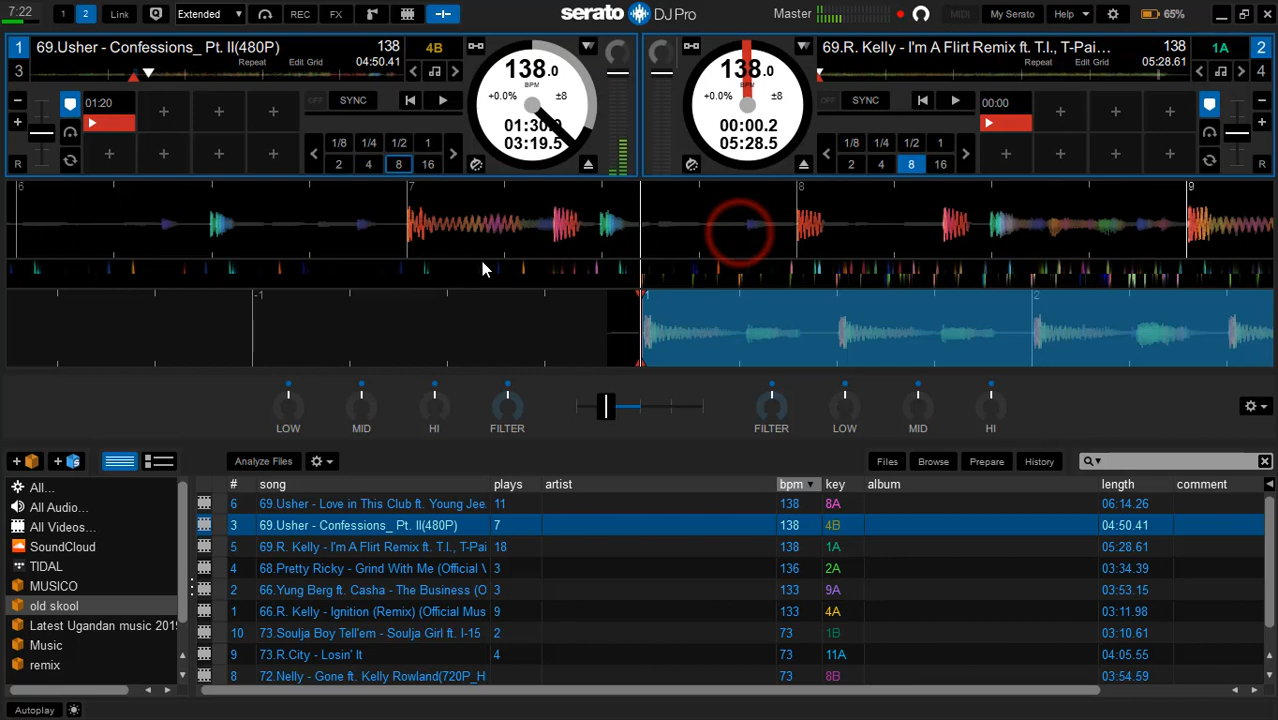 7:22 1 2 Link Extended REC FX serato DJ Pro Master MIDI My Serato Help 65%
1 69.Usher - Confessions_ Pt. II(480P) 138 4B
3 Repeat Edit Grid 04:50.41
01:20
OFF SYNC
1/8 1/4 1/2 1
2 4 8 16
R
138.0
BPM
+0.0% ±8
01:30.0
03:19.5
69.R. Kelly - I'm A Flirt Remix ft. T.I., T-Pai... 138 1A 2
Repeat Edit Grid 05:28.61 4
138.0
BPM
+0.0% ±8
00:00.2
05:28.5
OFF SYNC
1/8 1/4 1/2 1
2 4 8 16
00:00
R
6 7 8 9
-1 1 2
LOW MID HI FILTER FILTER LOW MID HI
Analyze Files Files Browse Prepare History
# song plays artist bpm key album length comment
All...
All Audio...
All Videos...
SoundCloud
TIDAL
MUSICO
old skool
Latest Ugandan music 201
Music
remix
6 69.Usher - Love in This Club ft. Young Jee. 11 138 8A 06:14.26
3 69.Usher - Confessions_ Pt. II(480P) 7 138 4B 04:50.41
5 69.R. Kelly - I'm A Flirt Remix ft. T.I., T-Pai 18 138 1A 05:28.61
4 68.Pretty Ricky - Grind With Me (Official V 3 136 2A 03:34.39
2 66.Yung Berg ft. Casha - The Business (O 3 133 9A 03:53.15
1 66.R. Kelly - Ignition (Remix) (Official Mus 9 133 4A 03:11.98
10 73.Soulja Boy Tell'em - Soulja Girl ft. I-15 2 73 1B 03:10.61
9 73.R.City - Losin' It 4 73 11A 04:05.55
8 72.Nelly - Gone ft. Kelly Rowland(720P_H 73 8B 03:54.59
Autoplay